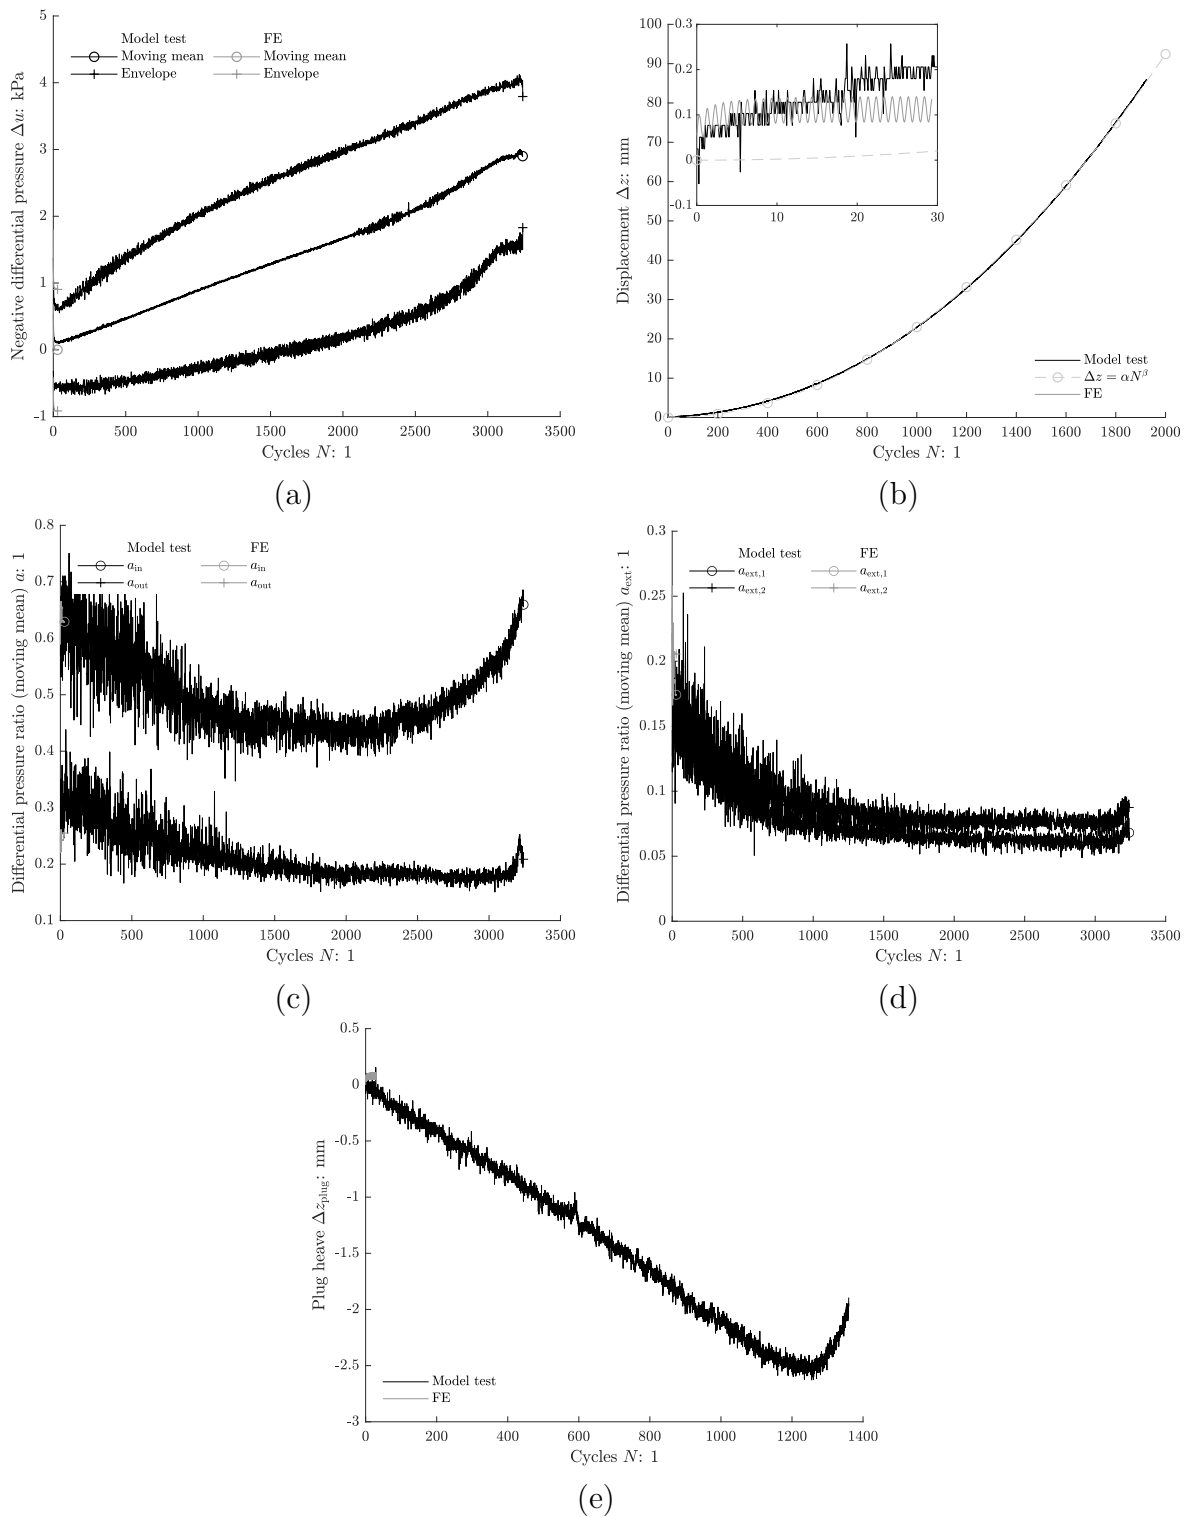 5
4
3
2
1
0
-1
Negative differential pressure Δu: kPa
Model test FE
Moving mean Moving mean
Envelope Envelope
0 500 1000 1500 2000 2500 3000 3500
Cycles N: 1
(a)
100
90
80
70
60
50
40
30
20
10
0
Displacement Δz: mm
0.3
0.2
0.1
0
-0.1
0 10 20 30
Model test
Δz = αN^β
FE
0 200 400 600 800 1000 1200 1400 1600 1800 2000
Cycles N: 1
(b)
0.8
0.7
0.6
0.5
0.4
0.3
0.2
0.1
Differential pressure ratio (moving mean) a: 1
Model test FE
a_in a_in
a_out a_out
0 500 1000 1500 2000 2500 3000 3500
Cycles N: 1
(c)
0.3
0.25
0.2
0.15
0.1
0.05
0
Differential pressure ratio (moving mean) a_ext: 1
Model test FE
a_ext,1 a_ext,1
a_ext,2 a_ext,2
0 500 1000 1500 2000 2500 3000 3500
Cycles N: 1
(d)
0.5
0
-0.5
-1
-1.5
-2
-2.5
-3
Plug heave Δz_plug: mm
Model test
FE
0 200 400 600 800 1000 1200 1400
Cycles N: 1
(e)